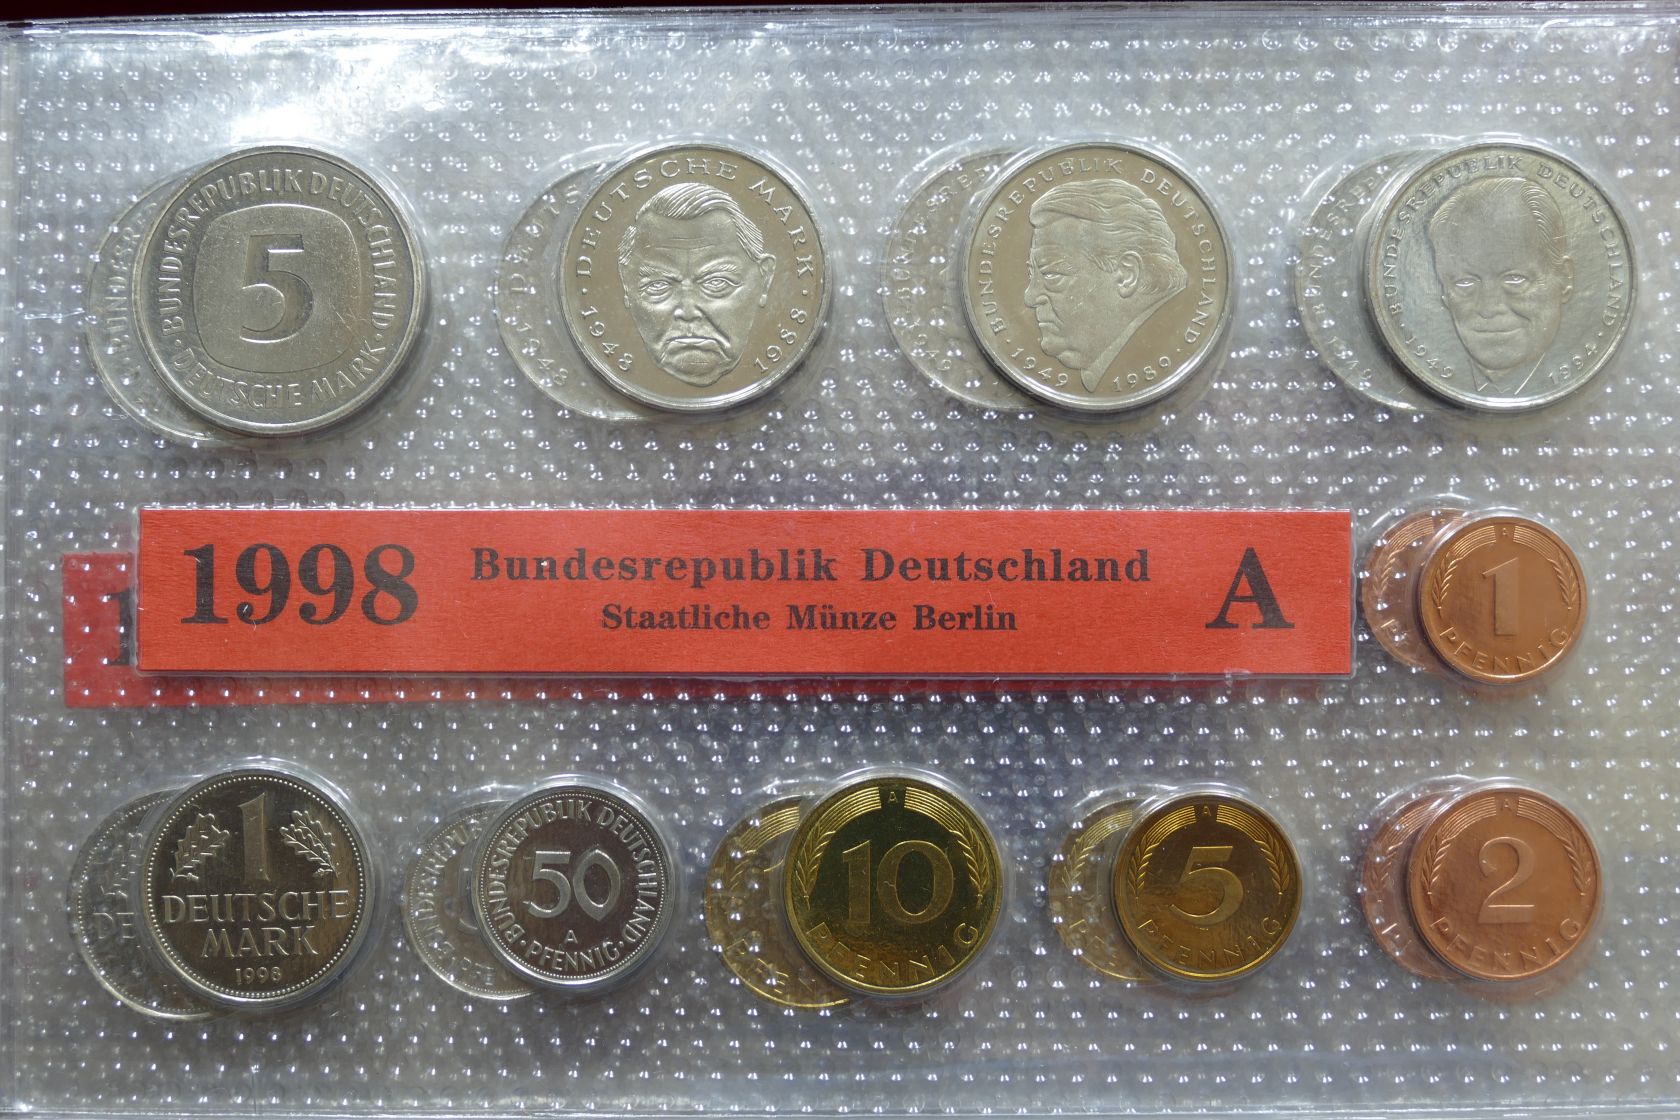 BUNDESREPUBLIK DEUTSCHLAND
5
DEUTSCHE MARK
DEUTSCHE MARK
1948 · 1988
BUNDESREPUBLIK DEUTSCHLAND
1949 · 1989
BUNDESREPUBLIK DEUTSCHLAND
1949 · 1994
1998
Bundesrepublik Deutschland
Staatliche Münze Berlin
A
A
1
PFENNIG
1
DEUTSCHE
MARK
1998
BUNDESREPUBLIK DEUTSCHLAND
50
A
PFENNIG
A
10
PFENNIG
A
5
PFENNIG
A
2
PFENNIG